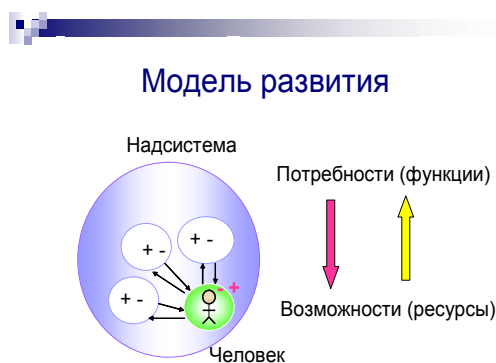 Модель развития
Надсистема
Потребности (функции)
+ -
+ -
+ -
- +
Возможности (ресурсы)
Человек